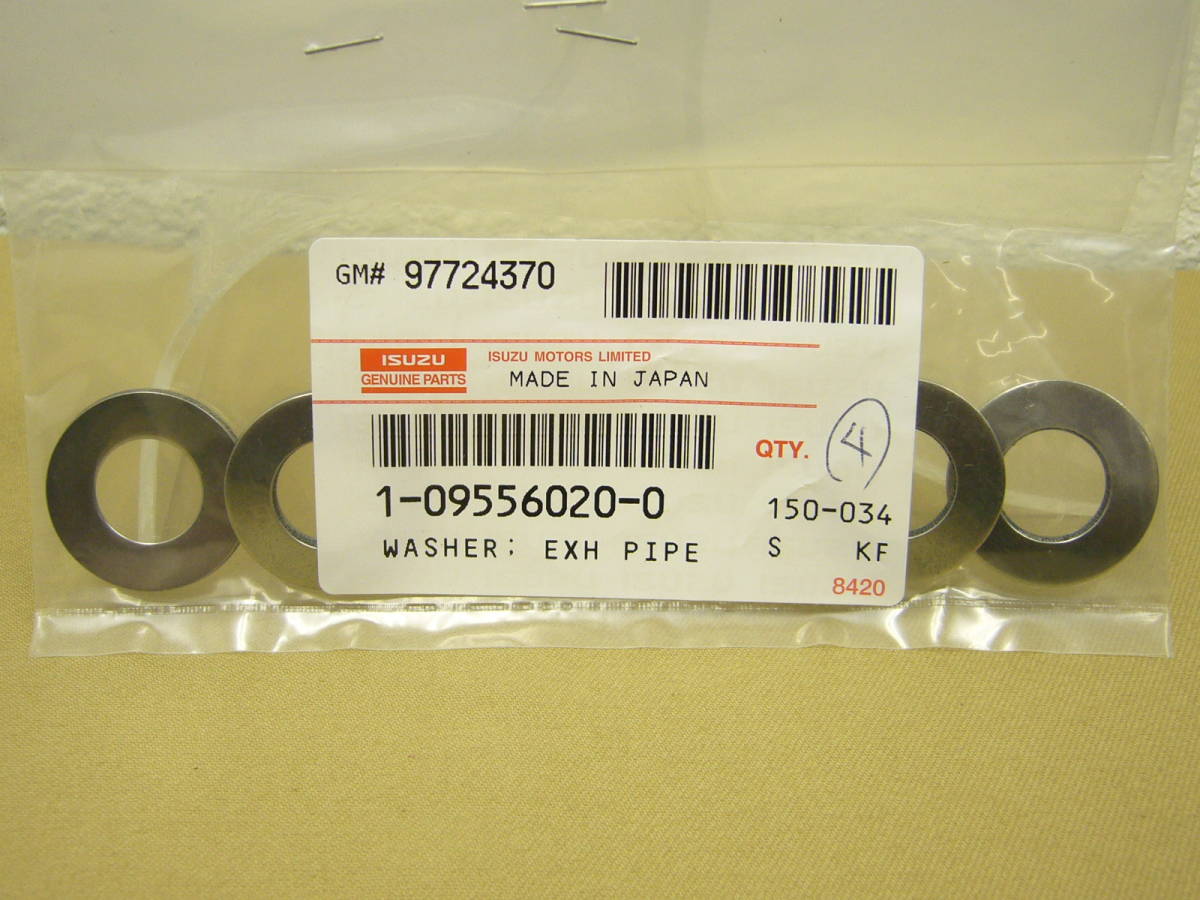 GM# 97724370
ISUZU
GENUINE PARTS
ISUZU MOTORS LIMITED
MADE IN JAPAN
QTY. 4
1-09556020-0
150-034
WASHER; EXH PIPE
S KF
8420